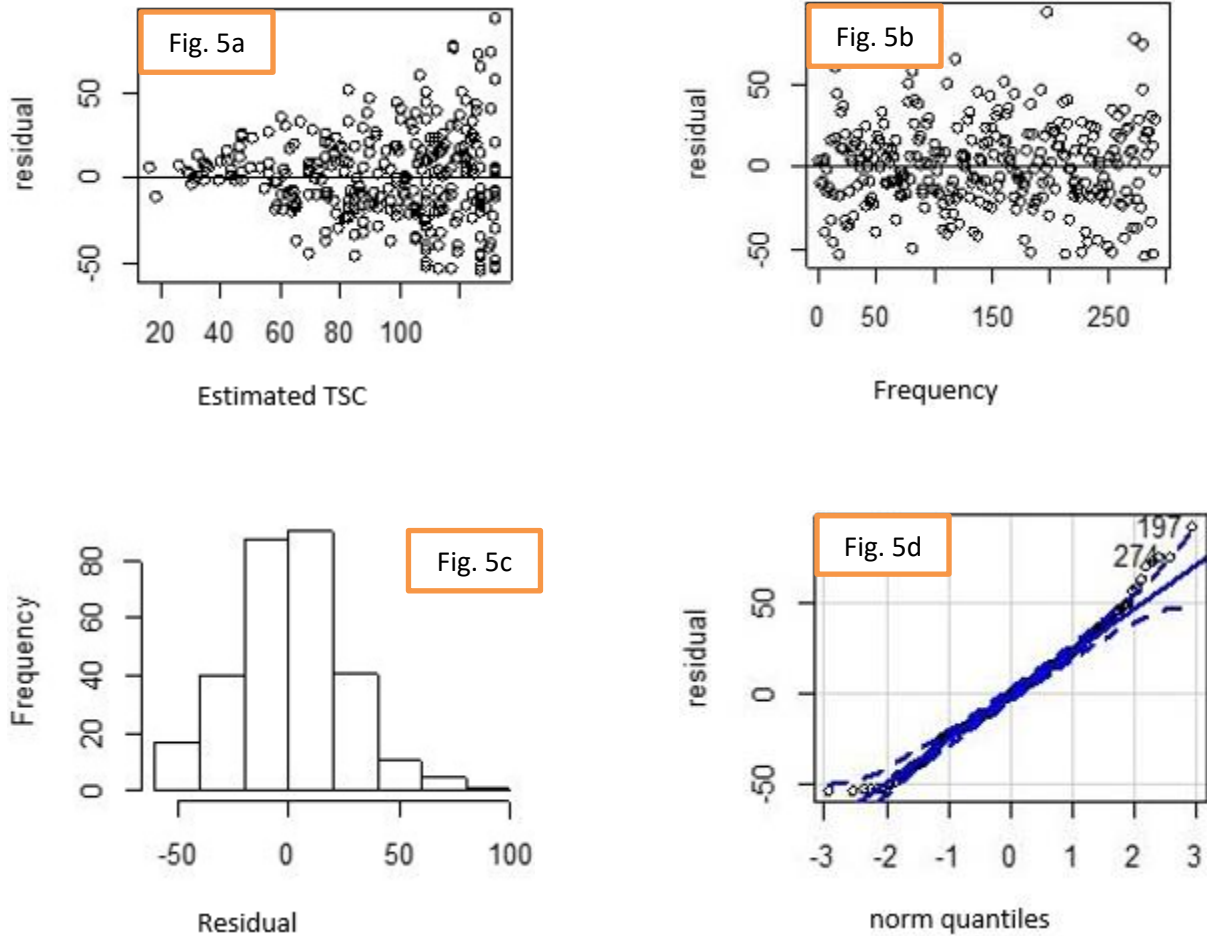 Fig. 5a
residual
50
0
-50
20 40 60 80 100
Estimated TSC
Fig. 5b
residual
50
0
-50
0 50 150 250
Frequency
Fig. 5c
Frequency
80
60
40
20
0
-50 0 50 100
Residual
Fig. 5d
197
274
residual
50
0
-50
-3 -2 -1 0 1 2 3
norm quantiles